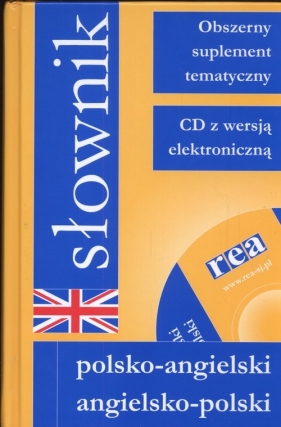 słownik
Obszerny
suplement
tematyczny
CD z wersją
elektroniczną
rea
www.rea-sj.pl
polsko-angielski
angielsko-polski